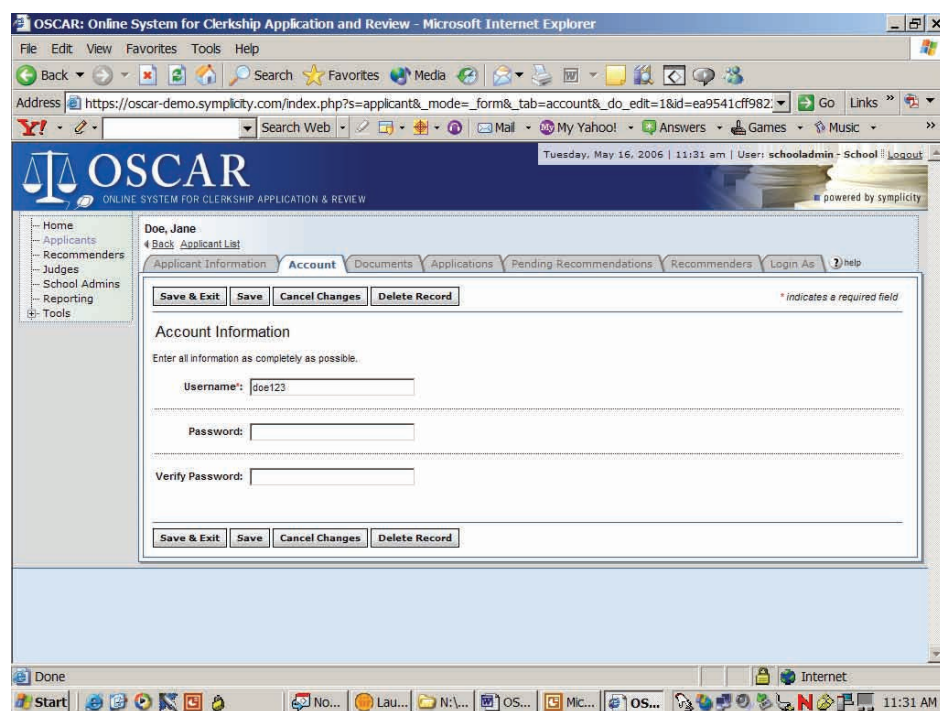 OSCAR: Online System for Clerkship Application and Review - Microsoft Internet Explorer
File Edit View Favorites Tools Help
Back Search Favorites Media
Address https://oscar-demo.symplicity.com/index.php?s=applicant&_mode=_form&_tab=account&_do_edit=1&id=ea9541cff982 Go Links »
Y! Search Web Mail My Yahoo! Answers Games Music »
Tuesday, May 16, 2006 | 11:31 am | User: schooladmin - School Logout
OSCAR
ONLINE SYSTEM FOR CLERKSHIP APPLICATION & REVIEW
powered by symplicity
Home
Applicants
Recommenders
Judges
School Admins
Reporting
Tools
Doe, Jane
Back Applicant List
Applicant Information Account Documents Applications Pending Recommendations Recommenders Login As ? help
Save & Exit Save Cancel Changes Delete Record * indicates a required field
Account Information
Enter all information as completely as possible.
Username*: doe123
Password:
Verify Password:
Save & Exit Save Cancel Changes Delete Record
Done Internet
Start No... Lau... N:\... OS... Mic... OS... 11:31 AM